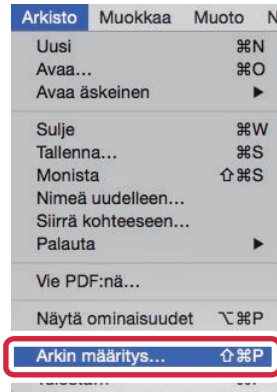 Arkisto Muokkaa Muoto N
Uusi ⌘N
Avaa... ⌘O
Avaa äskeinen ▶
Sulje ⌘W
Tallenna... ⌘S
Monista ⇧⌘S
Nimeä uudelleen...
Siirrä kohteeseen...
Palauta ▶
Vie PDF:nä...
Näytä ominaisuudet ⌥⌘P
Arkin määritys... ⇧⌘P